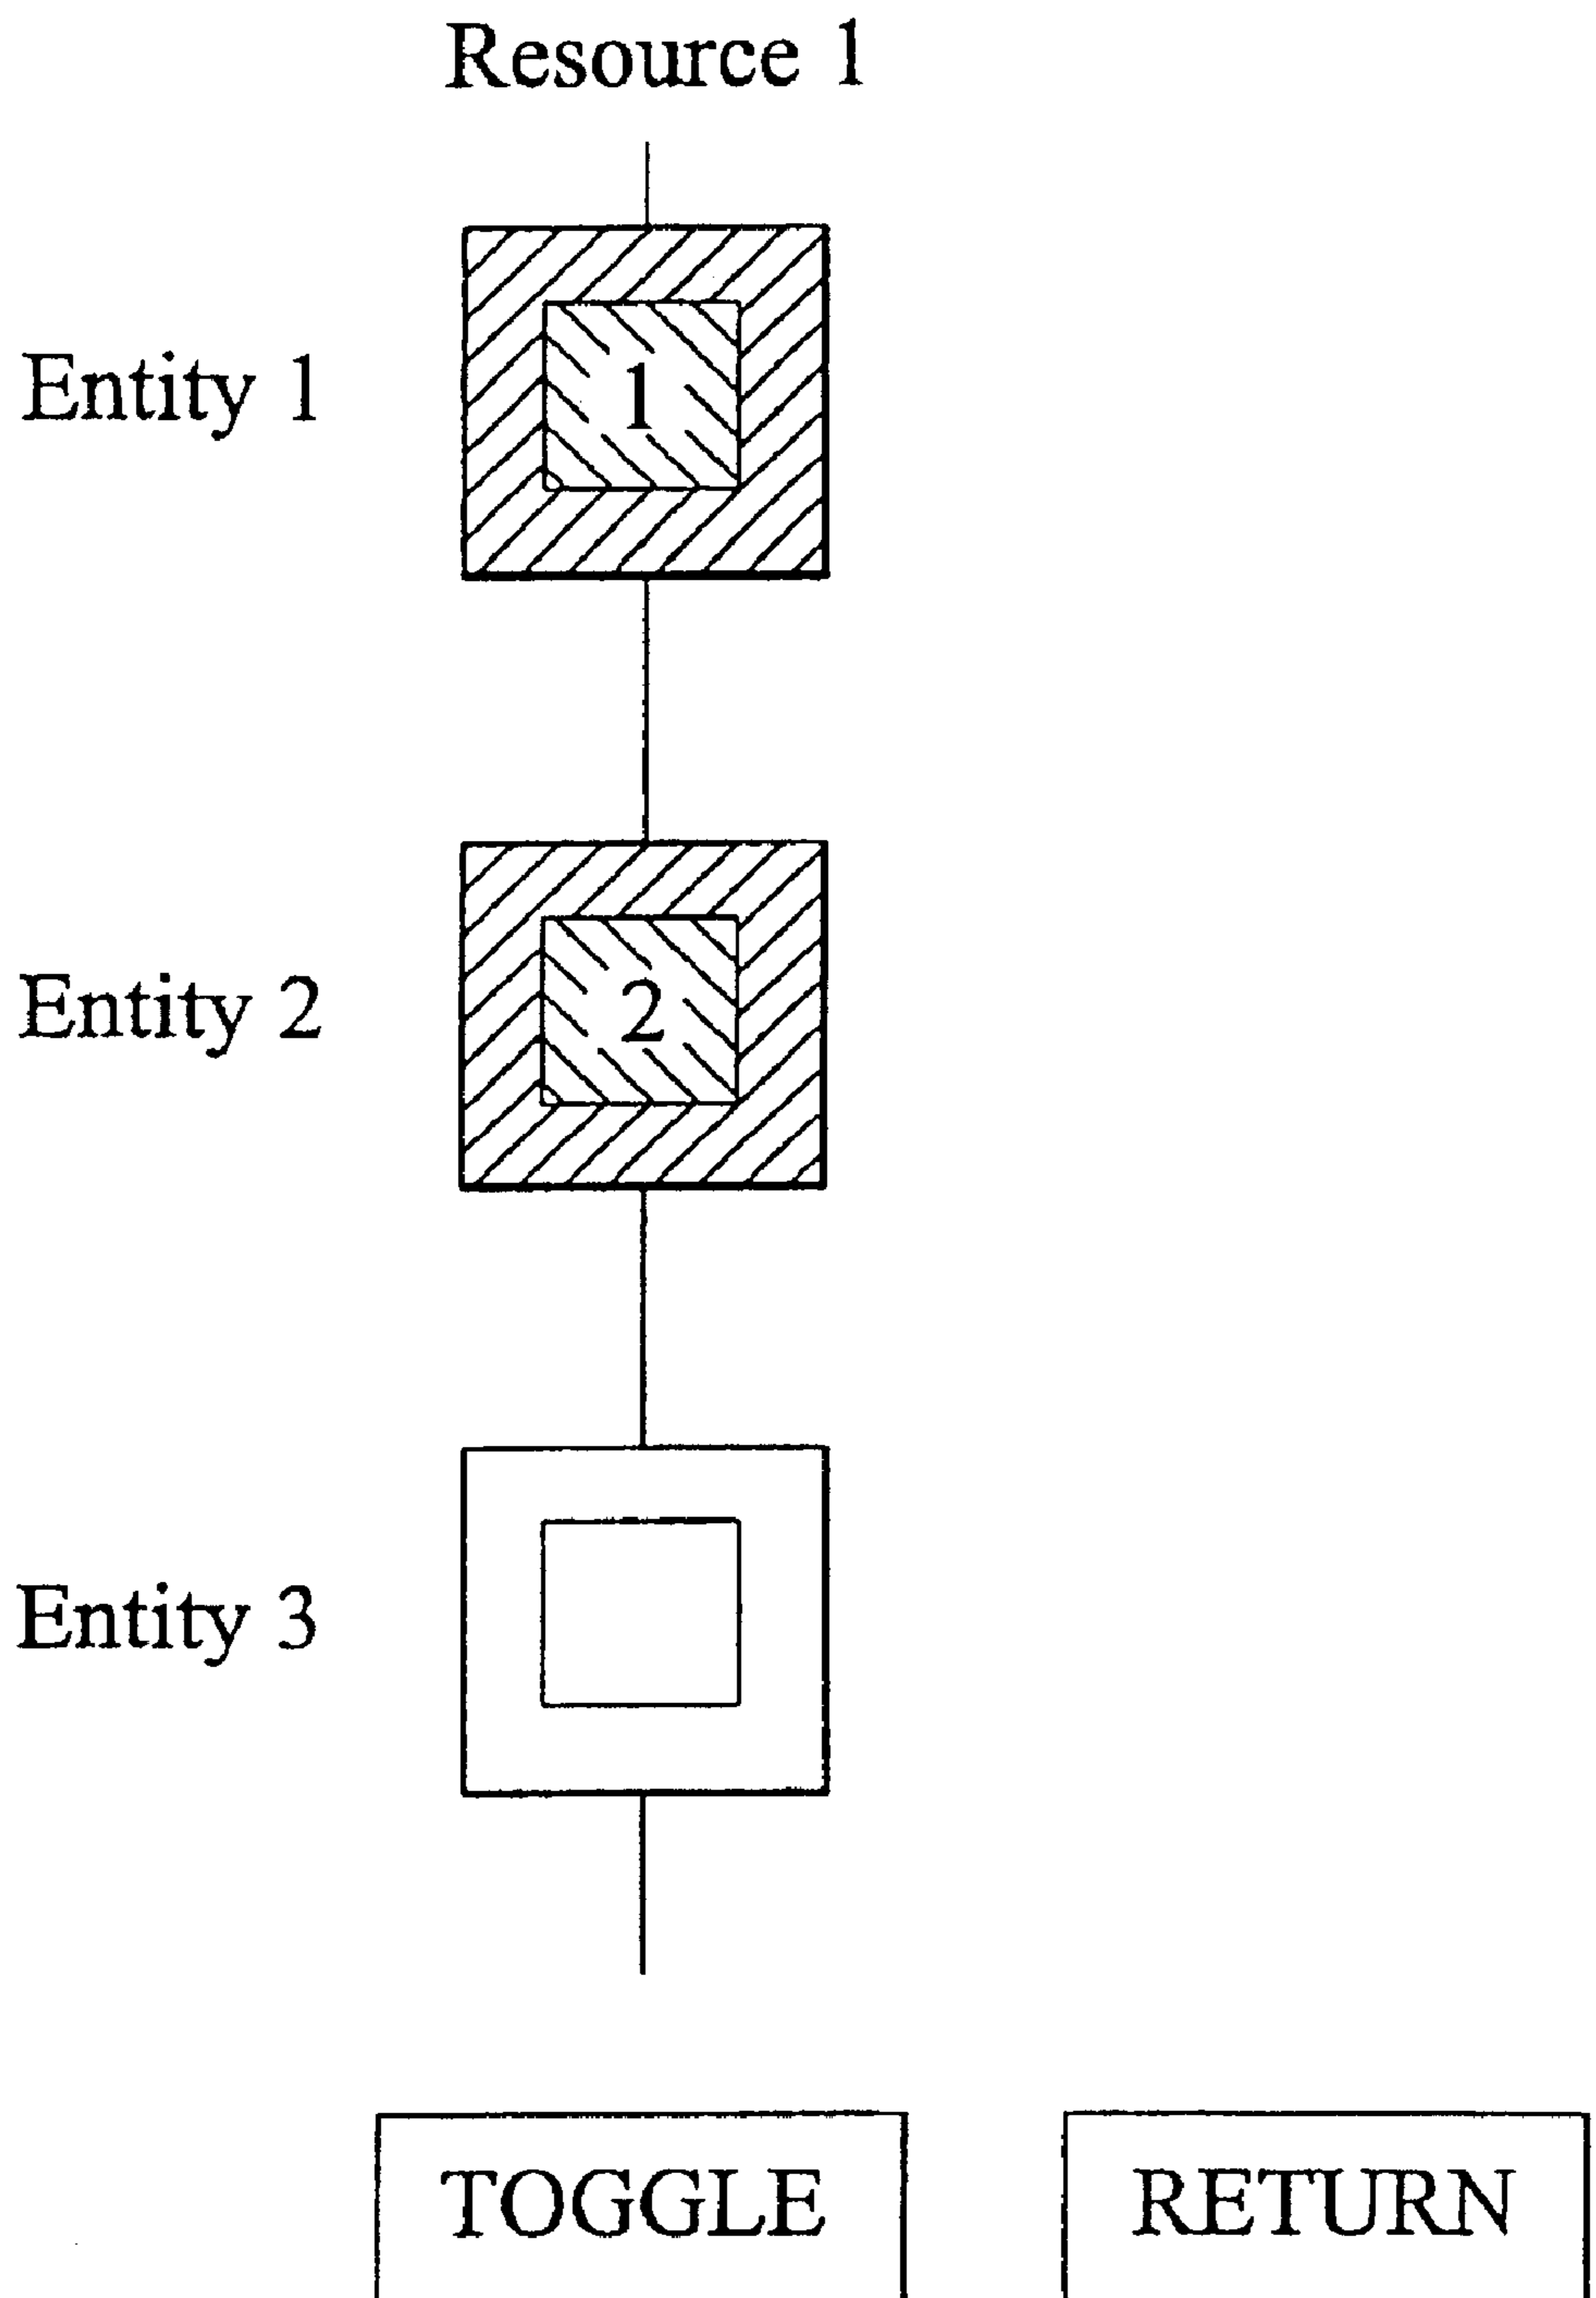 Resource 1
Entity 1
1
Entity 2
2
Entity 3
TOGGLE
RETURN